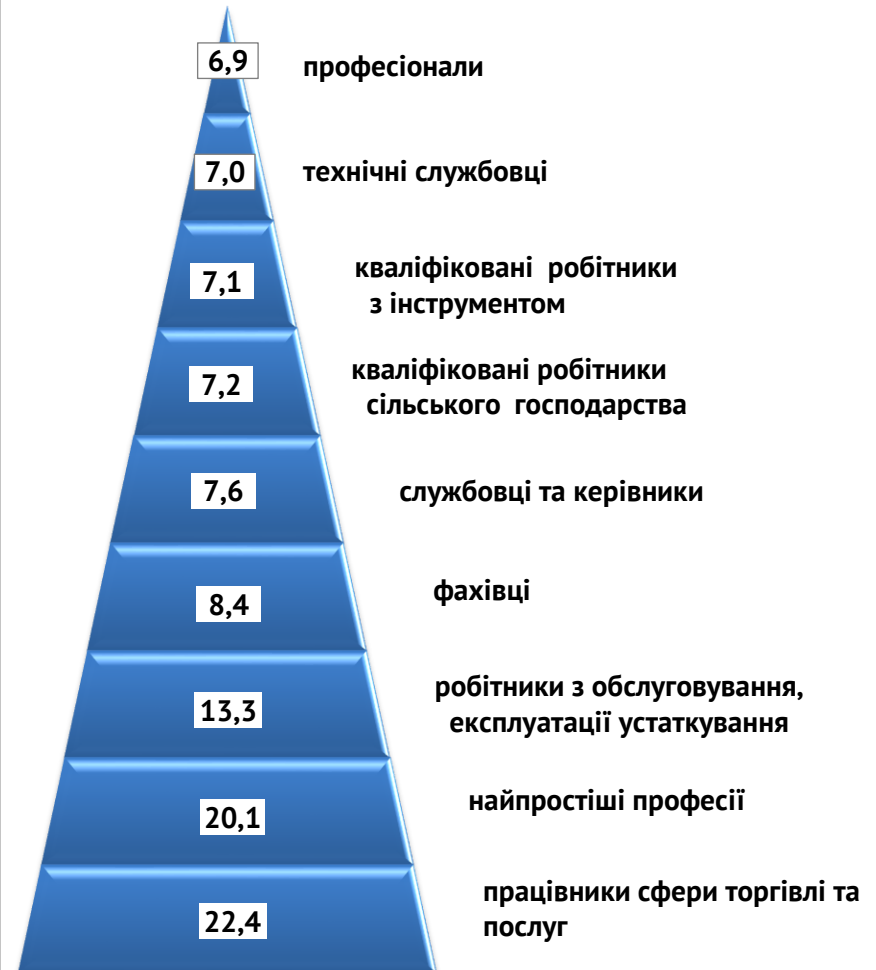 6,9
професіонали
7,0
технічні службовці
7,1
кваліфіковані робітники
з інструментом
7,2
кваліфіковані робітники
сільського господарства
7,6
службовці та керівники
8,4
фахівці
13,3
робітники з обслуговування,
експлуатації устаткування
20,1
найпростіші професії
22,4
працівники сфери торгівлі та
послуг